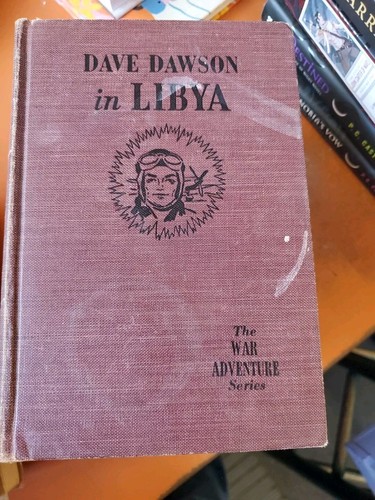 DAVE DAWSON
in LIBYA
The
WAR
ADVENTURE
Series